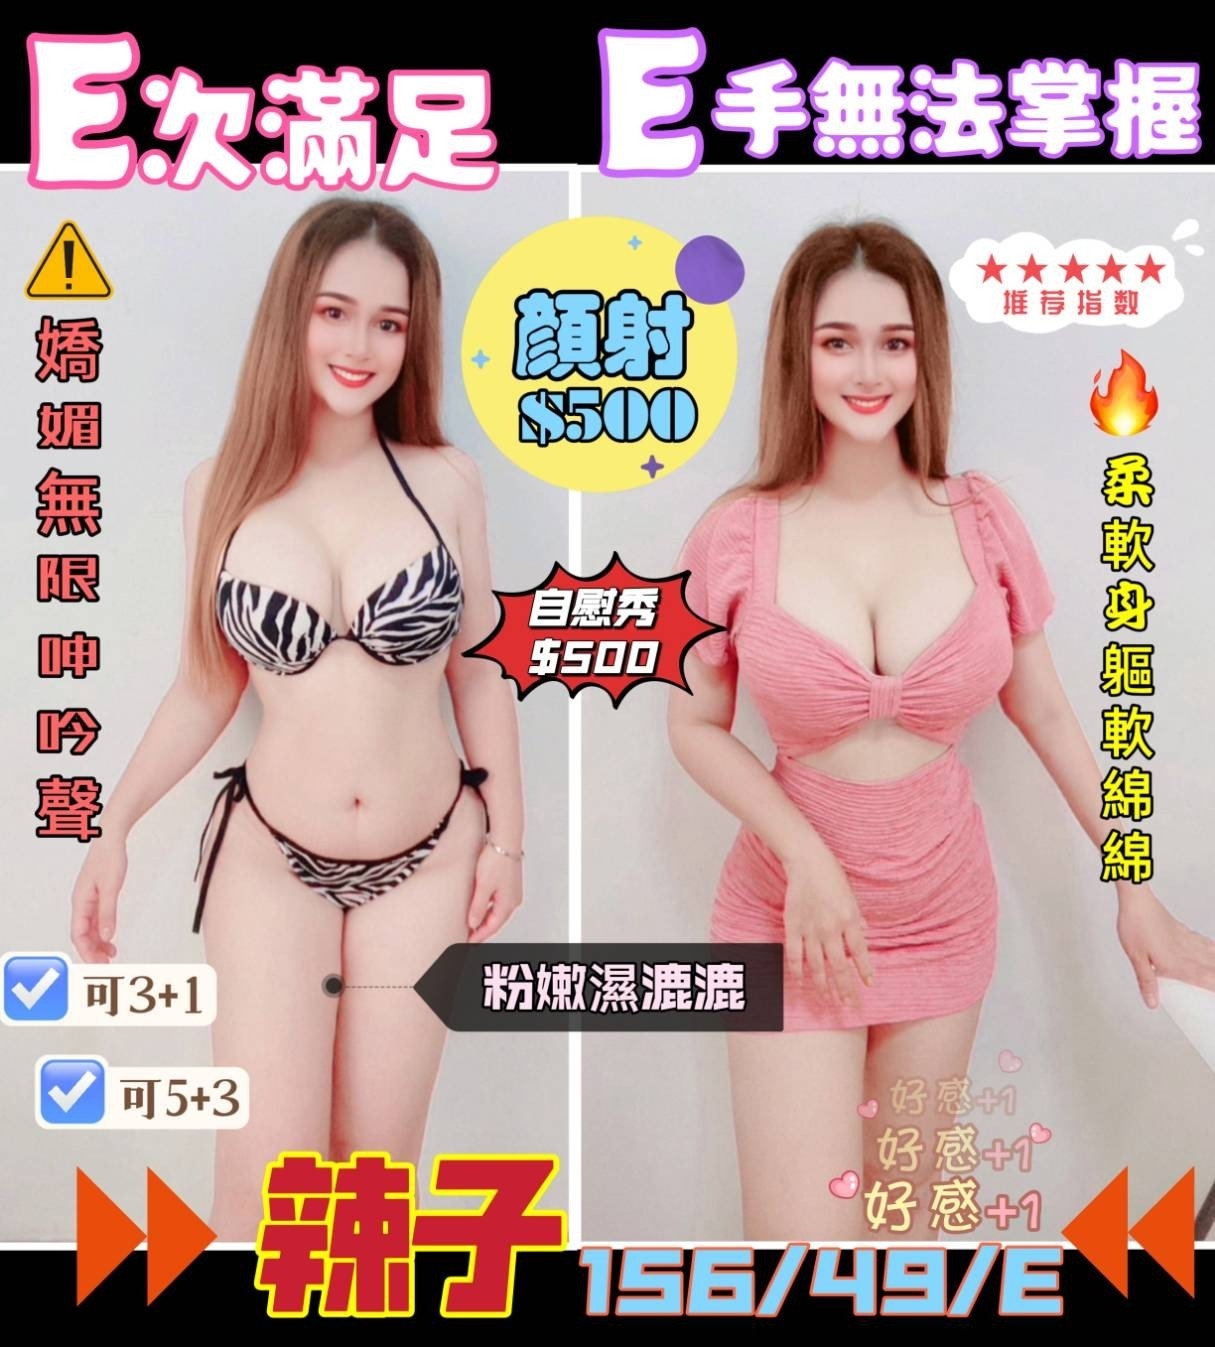 E次滿足
E手無法掌握
嬌媚無限呻吟聲
顏射
$500
★★★★★
推荐指数
自慰秀
$500
柔軟身軀軟綿綿
可3+1
粉嫩濕漉漉
可5+3
好感+1
好感+1
好感+1
辣子
156/49/E